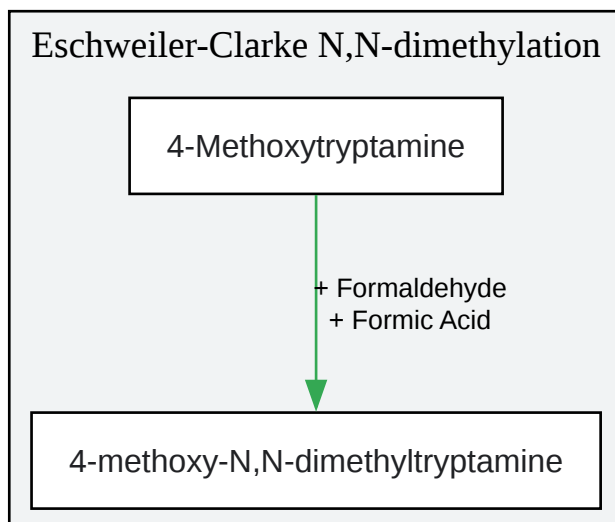 Eschweiler-Clarke N,N-dimethylation
4-Methoxytryptamine
+ Formaldehyde
+ Formic Acid
4-methoxy-N,N-dimethyltryptamine